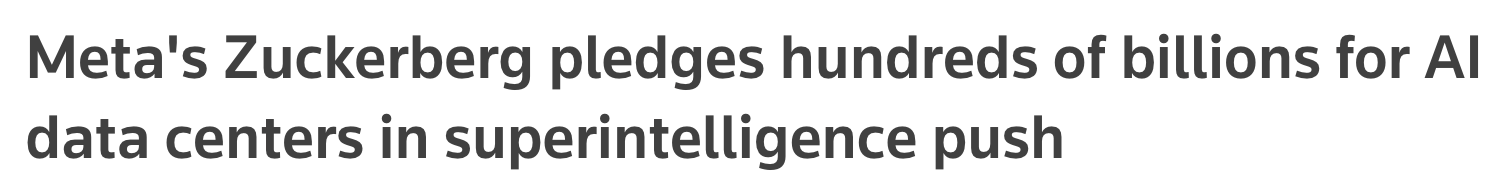 Meta's Zuckerberg pledges hundreds of billions for AI
data centers in superintelligence push